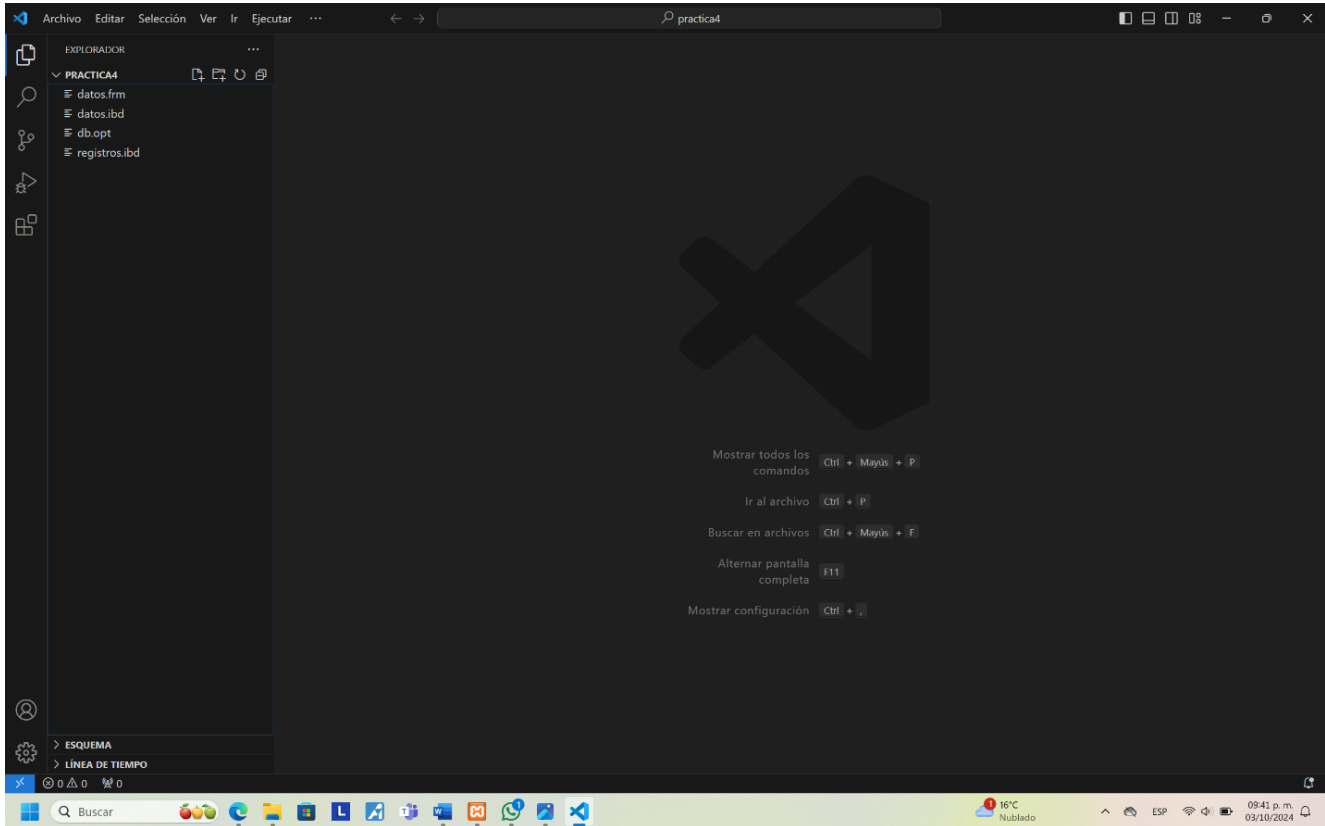 Archivo Editar Selección Ver Ir Ejecutar ··· practica4
EXPLORADOR ···
PRACTICA4
datos.frm
datos.ibd
db.opt
registros.ibd
Mostrar todos los comandos Ctrl + Mayús + P
Ir al archivo Ctrl + P
Buscar en archivos Ctrl + Mayús + F
Alternar pantalla completa F11
Mostrar configuración Ctrl + ,
ESQUEMA
LÍNEA DE TIEMPO
0 0 0
Buscar L 1 1 16°C Nublado ESP 09:41 p. m. 03/10/2024